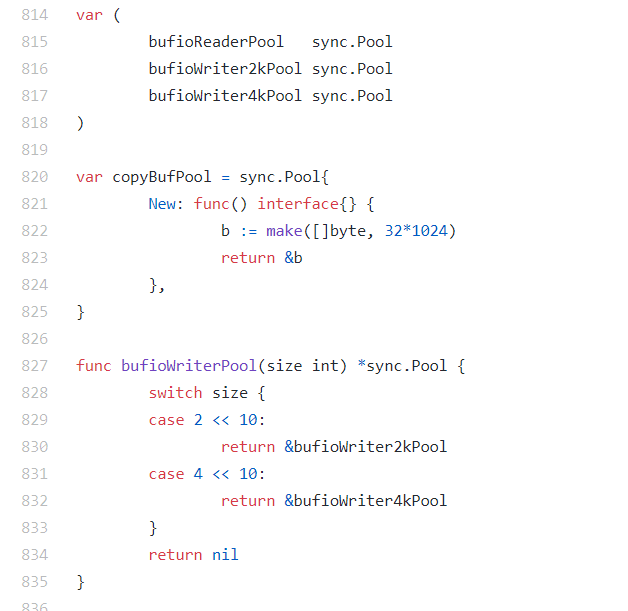 814 var (
815 bufioReaderPool   sync.Pool
816 bufioWriter2kPool sync.Pool
817 bufioWriter4kPool sync.Pool
818 )
819
820 var copyBufPool = sync.Pool{
821 New: func() interface{} {
822 b := make([]byte, 32*1024)
823 return &b
824 },
825 }
826
827 func bufioWriterPool(size int) *sync.Pool {
828 switch size {
829 case 2 << 10:
830 return &bufioWriter2kPool
831 case 4 << 10:
832 return &bufioWriter4kPool
833 }
834 return nil
835 }
836